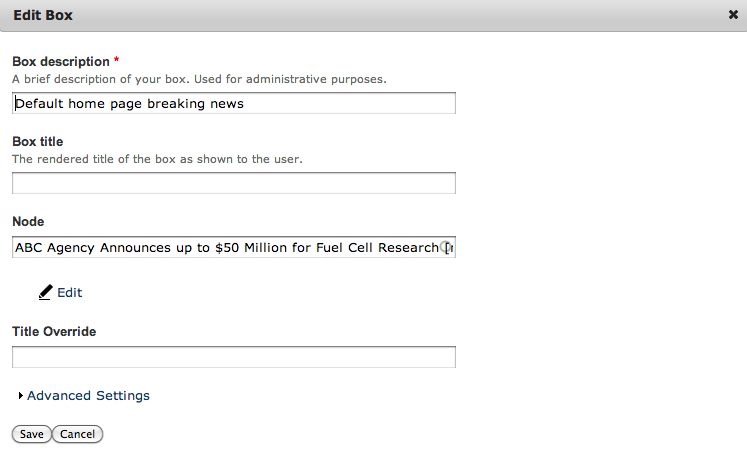 Edit Box
Box description *
A brief description of your box. Used for administrative purposes.
Default home page breaking news
Box title
The rendered title of the box as shown to the user.
Node
ABC Agency Announces up to $50 Million for Fuel Cell Research [
Edit
Title Override
Advanced Settings
Save Cancel